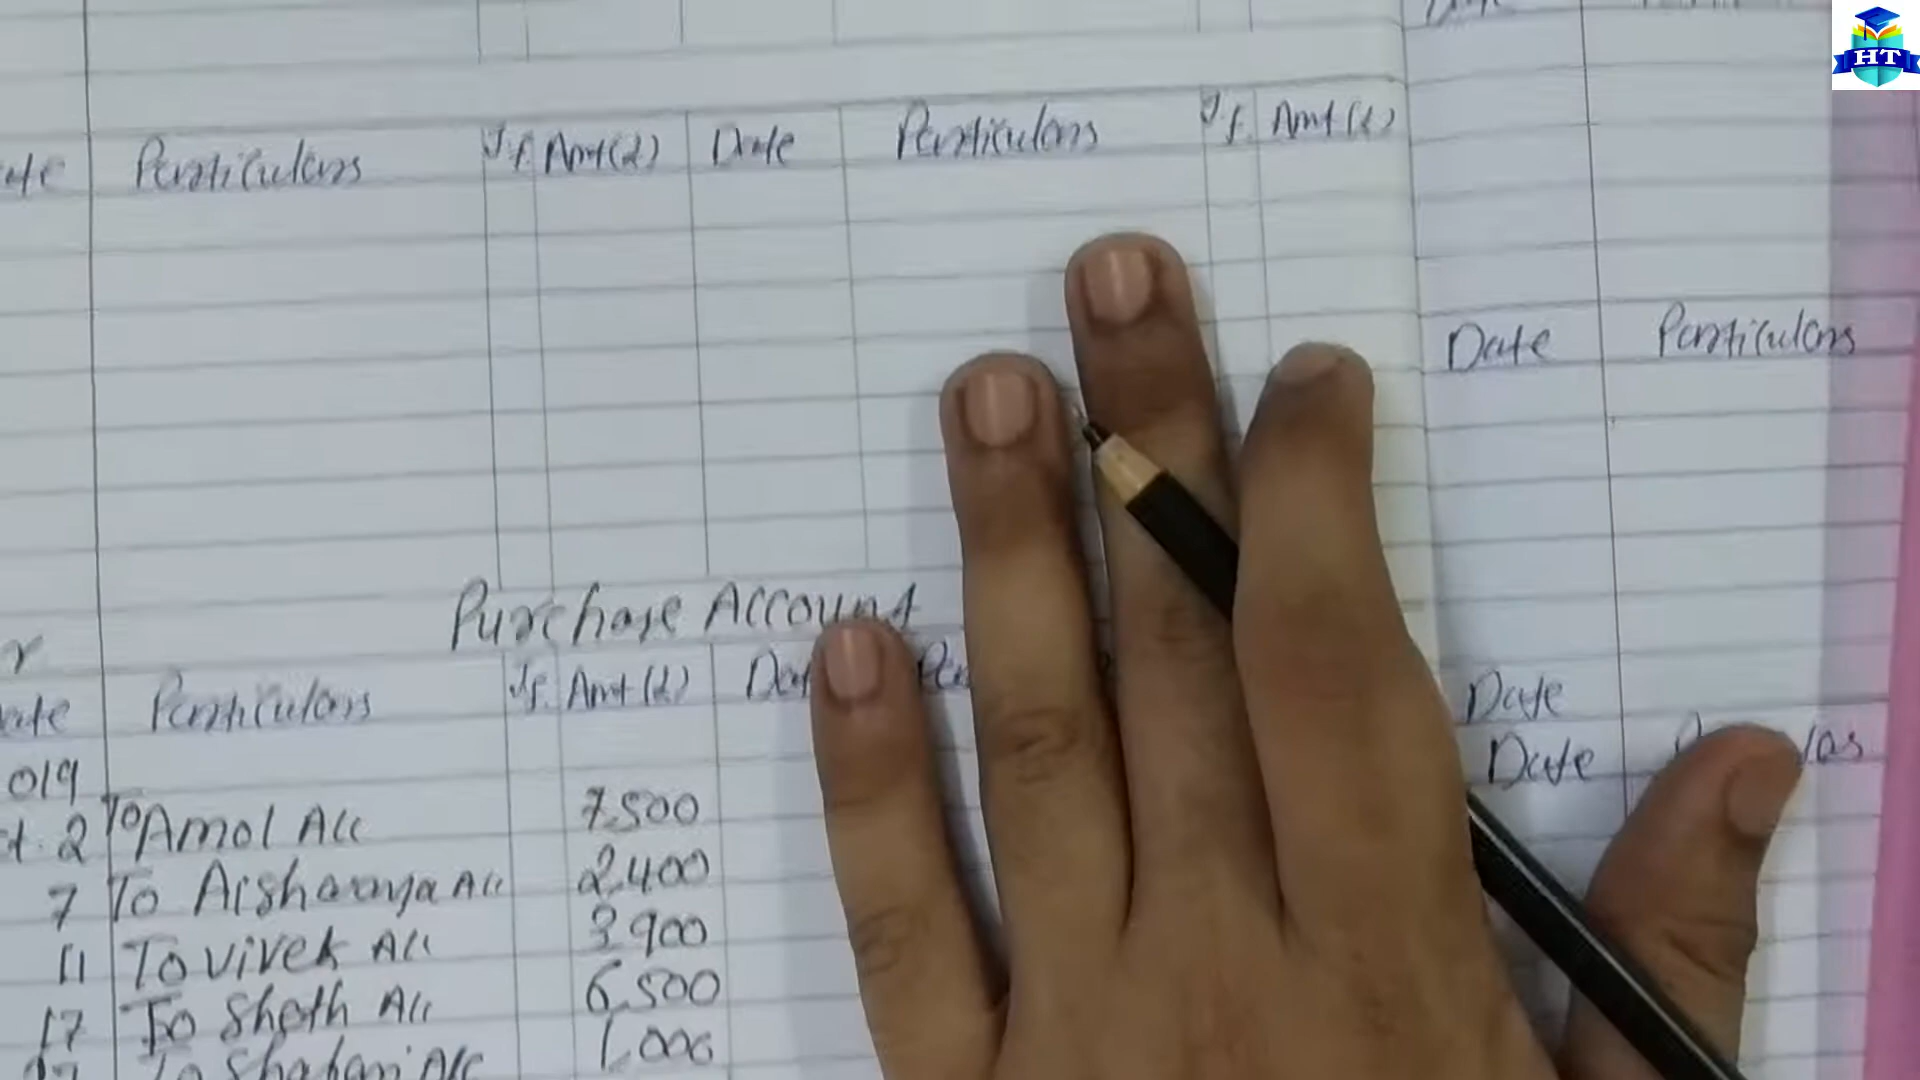 HT
Particulars J.f. Amt(₹) Date Particulars J.f. Amt(₹)
Date Particulars
Purchase Account
Particulars J.f. Amt(₹)
Date
Date
019
2 To Amol A/c 7,500
7 To Aishwarya A/c 2,400
11 To Vivek A/c 3,900
17 To Sheth A/c 6,500
1,000